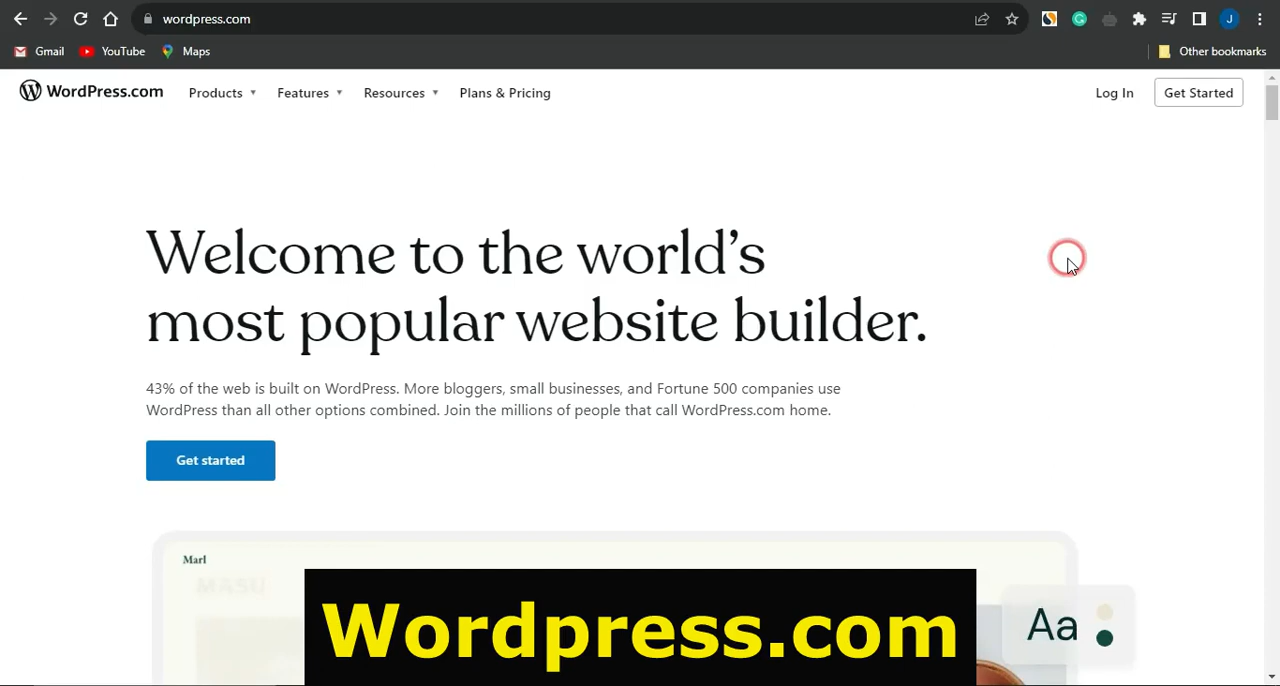 wordpress.com
J
Gmail YouTube Maps Other bookmarks
WordPress.com Products Features Resources Plans & Pricing Log In Get Started
Welcome to the world’s
most popular website builder.
43% of the web is built on WordPress. More bloggers, small businesses, and Fortune 500 companies use
WordPress than all other options combined. Join the millions of people that call WordPress.com home.
Get started
Marl
MASU
Wordpress.com
Aa